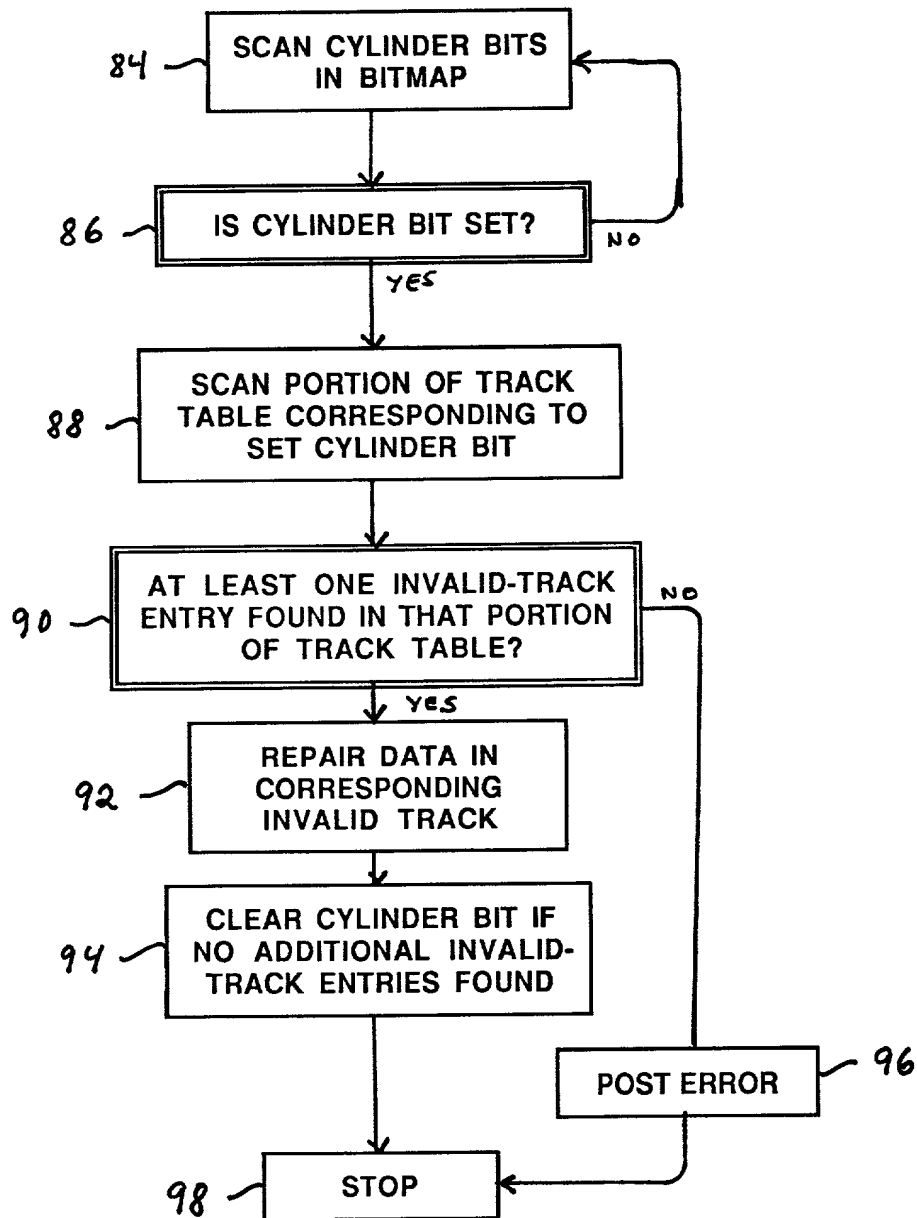 84
SCAN CYLINDER BITS
IN BITMAP
86
IS CYLINDER BIT SET?
NO
YES
88
SCAN PORTION OF TRACK
TABLE CORRESPONDING TO
SET CYLINDER BIT
90
AT LEAST ONE INVALID-TRACK
ENTRY FOUND IN THAT PORTION
OF TRACK TABLE?
NO
YES
92
REPAIR DATA IN
CORRESPONDING
INVALID TRACK
94
CLEAR CYLINDER BIT IF
NO ADDITIONAL INVALID-
TRACK ENTRIES FOUND
POST ERROR
96
98
STOP